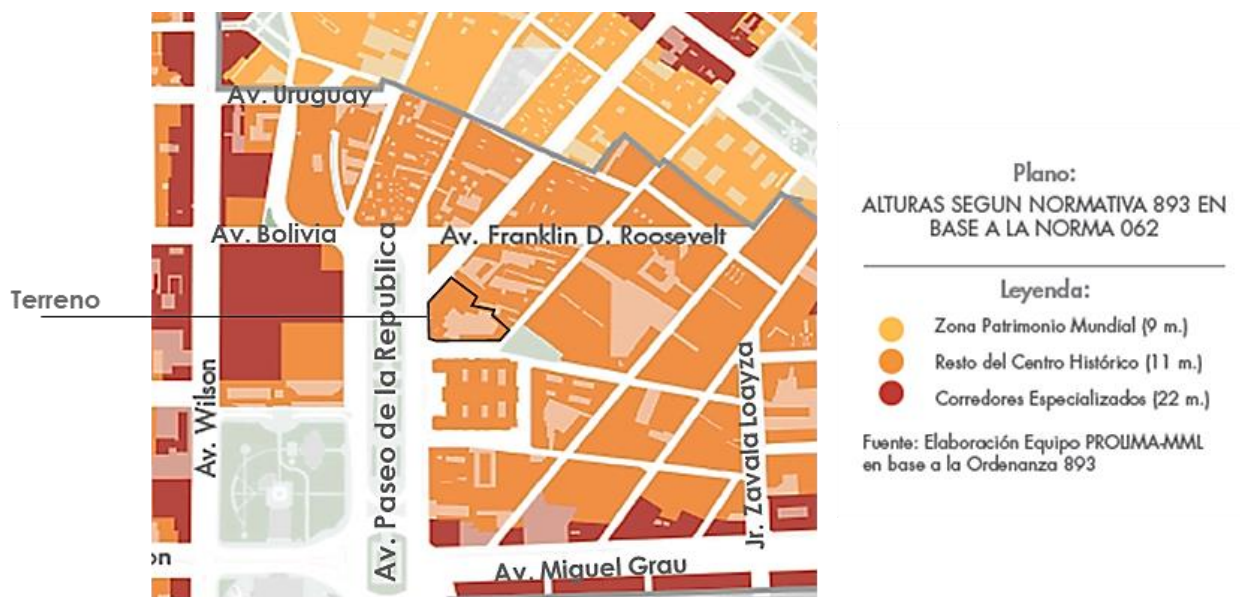 Av. Uruguay
Av. Bolivia
Av. Franklin D. Roosevelt
Terreno
Av. Paseo de la Republica
Av. Wilson
Jr. Zavala Loayza
on
Av. Miguel Grau
Plano:
ALTURAS SEGUN NORMATIVA 893 EN
BASE A LA NORMA 062
Leyenda:
Zona Patrimonio Mundíal (9 m.)
Resto del Centro Histórico (11 m.)
Corredores Especializados (22 m.)
Fuente: Elaboración Equipo PROLIMA-MML
en base a la Ordenanza 893